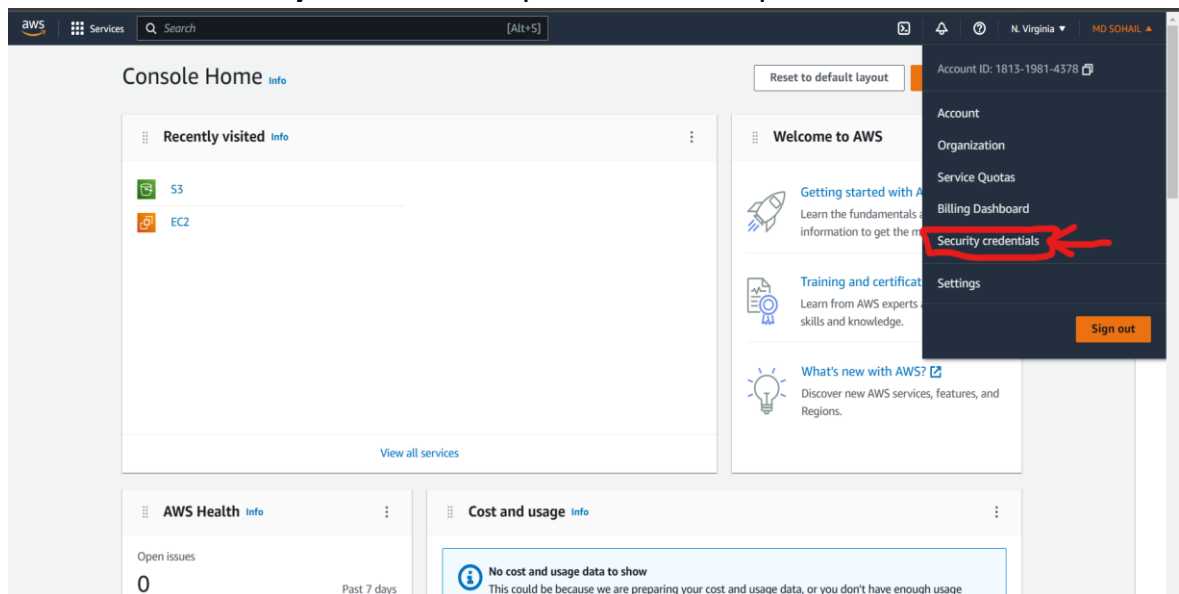 aws
Services
Search
[Alt+S]
N. Virginia
MD SOHAIL
Console Home Info
Reset to default layout
Account ID: 1813-1981-4378
Account
Organization
Service Quotas
Billing Dashboard
Security credentials
Settings
Sign out
Recently visited Info
S3
EC2
View all services
Welcome to AWS
Getting started with A
Learn the fundamentals
information to get the m
Training and certificat
Learn from AWS experts
skills and knowledge.
What's new with AWS?
Discover new AWS services, features, and
Regions.
AWS Health Info
Open issues
0
Past 7 days
Cost and usage Info
No cost and usage data to show
This could be because we are preparing your cost and usage data, or you don't have enough usage